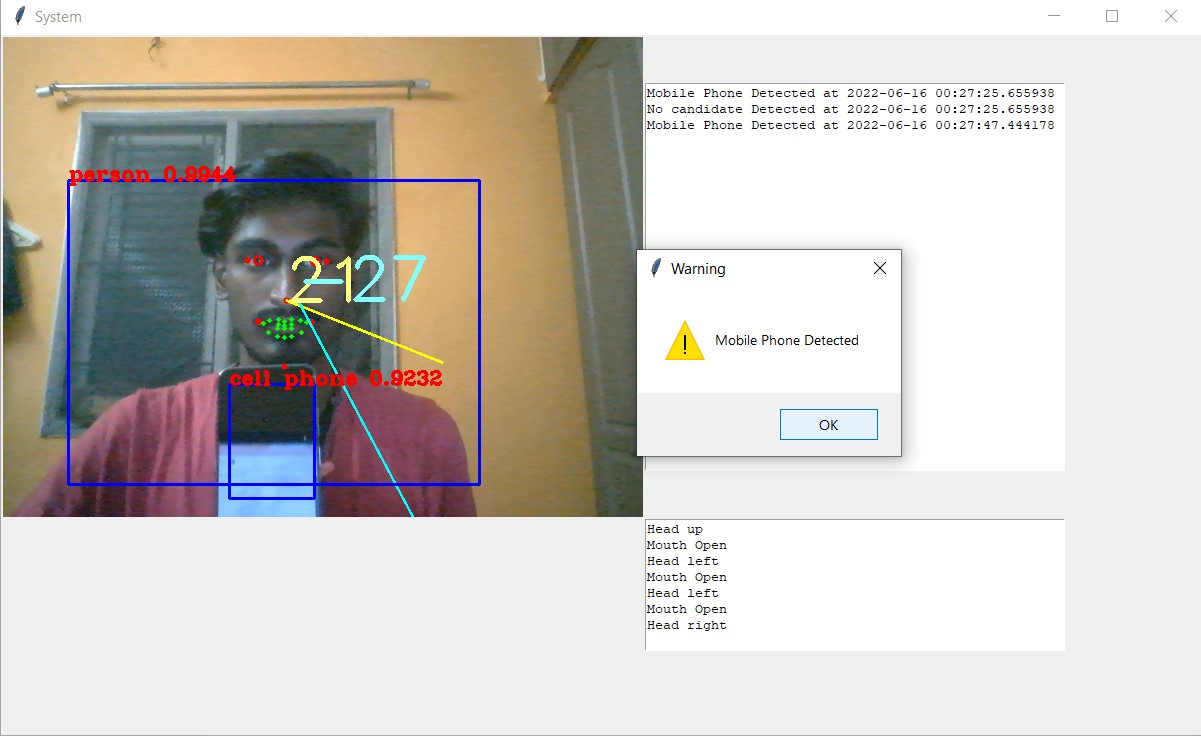 System
Mobile Phone Detected at 2022-06-16 00:27:25.655938
No candidate Detected at 2022-06-16 00:27:25.655938
Mobile Phone Detected at 2022-06-16 00:27:47.444178
person 0.9944
2
-127
cell phone 0.9232
Warning
Mobile Phone Detected
OK
Head up
Mouth Open
Head left
Mouth Open
Head left
Mouth Open
Head right